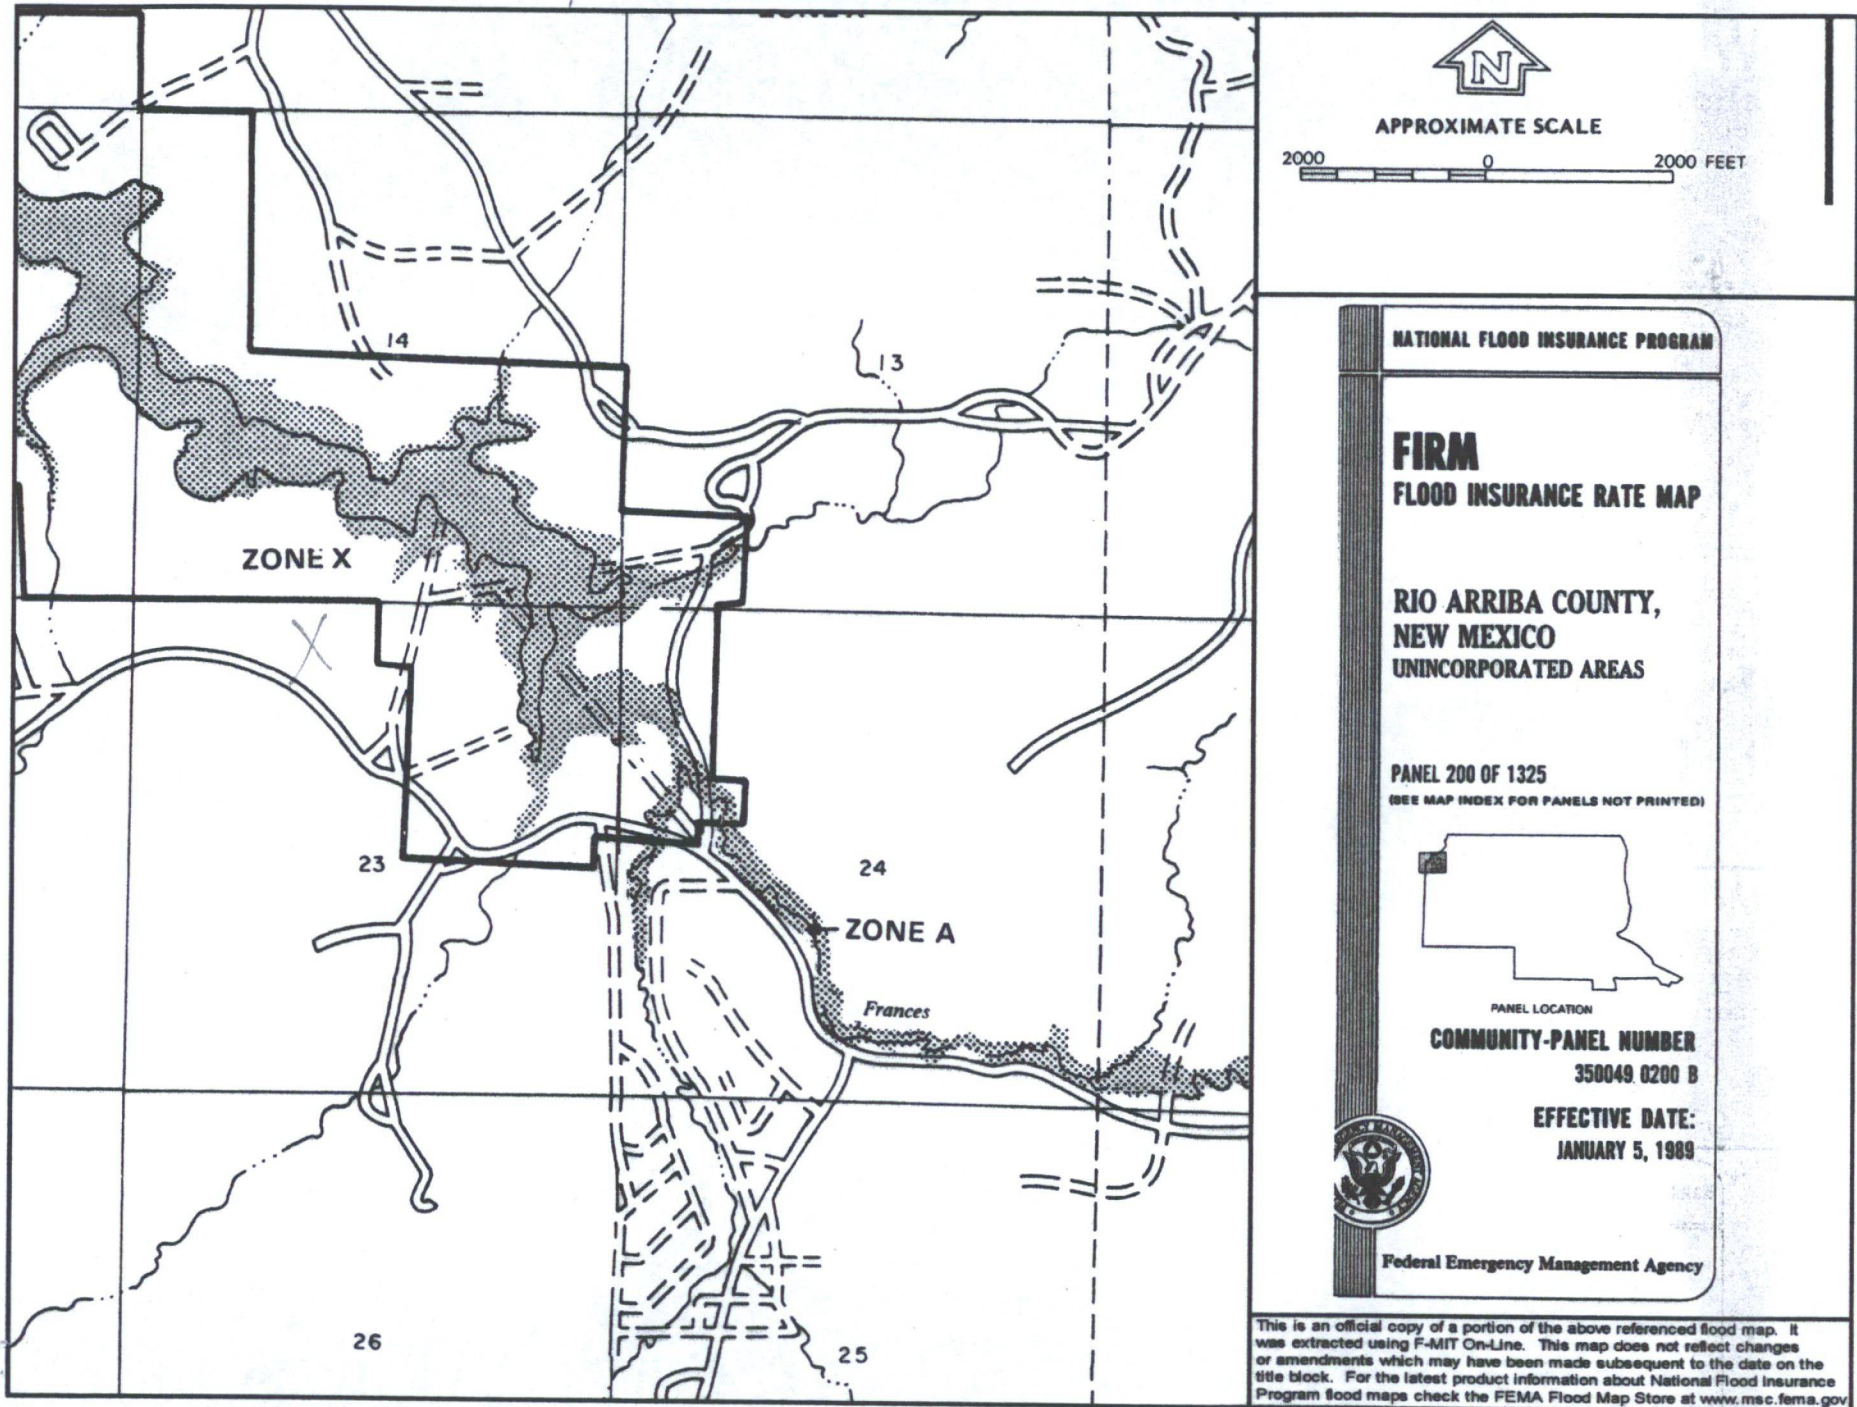 N
APPROXIMATE SCALE
2000 0 2000 FEET
14
13
ZONE X
23
24
ZONE A
Frances
26
25
NATIONAL FLOOD INSURANCE PROGRAM
FIRM
FLOOD INSURANCE RATE MAP
RIO ARRIBA COUNTY,
NEW MEXICO
UNINCORPORATED AREAS
PANEL 200 OF 1325
(SEE MAP INDEX FOR PANELS NOT PRINTED)
PANEL LOCATION
COMMUNITY-PANEL NUMBER
350049 0200 B
EFFECTIVE DATE:
JANUARY 5, 1989
Federal Emergency Management Agency
This is an official copy of a portion of the above referenced flood map. It
was extracted using F-MIT On-Line. This map does not reflect changes
or amendments which may have been made subsequent to the date on the
title block. For the latest product information about National Flood Insurance
Program flood maps check the FEMA Flood Map Store at www.msc.fema.gov